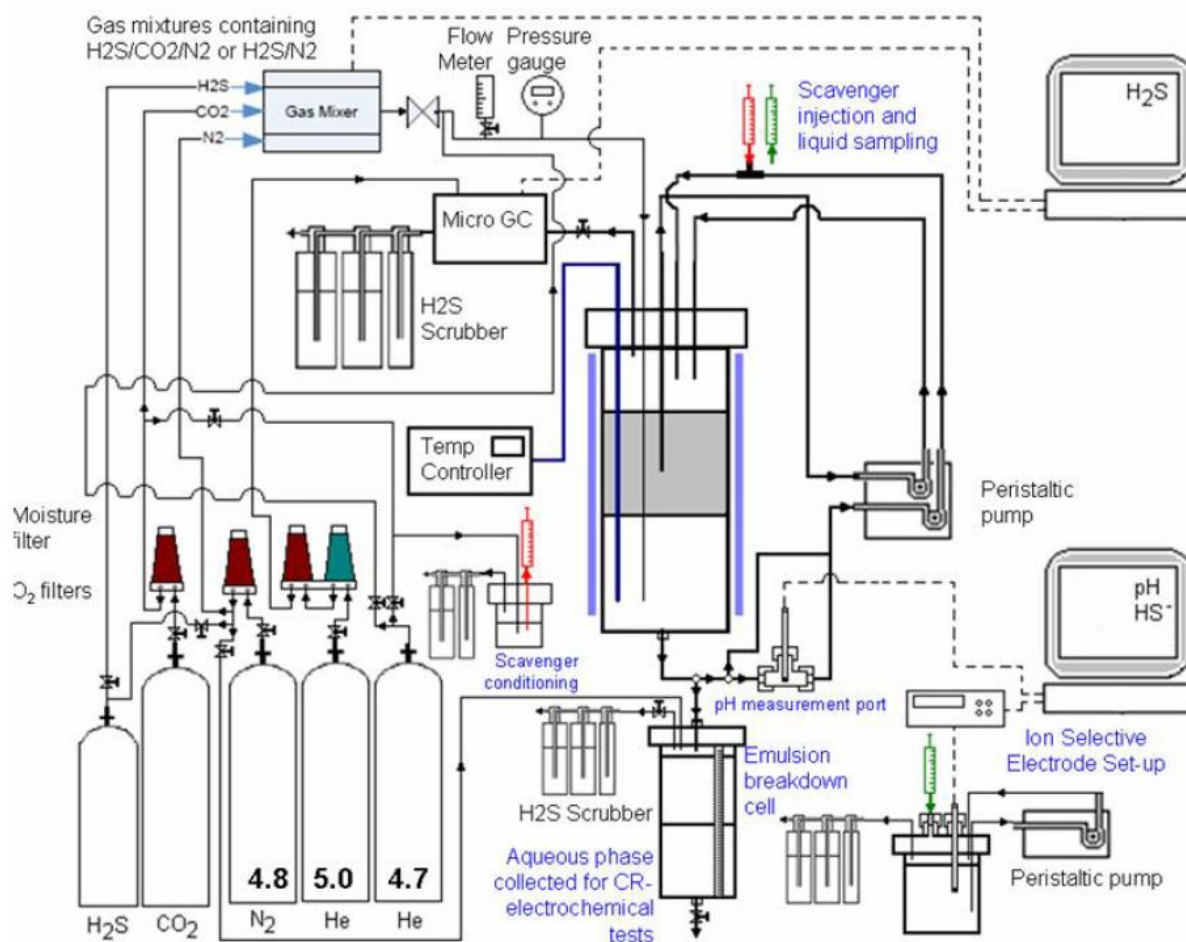 Gas mixtures containing
H2S/CO2/N2 or H2S/N2
Flow
Meter
Pressure
gauge
H2S
CO2
N2
Gas Mixer
Scavenger
injection and
liquid sampling
H2S
Micro GC
H2S
Scrubber
Temp
Controller
Peristaltic
pump
Moisture
filter
O2 filters
pH
HS-
Scavenger
conditioning
pH measurement port
Ion Selective
Electrode Set-up
Emulsion
breakdown
cell
H2S Scrubber
Aqueous phase
collected for CR-
electrochemical
tests
Peristaltic pump
4.8
5.0
4.7
H2S
CO2
N2
He
He